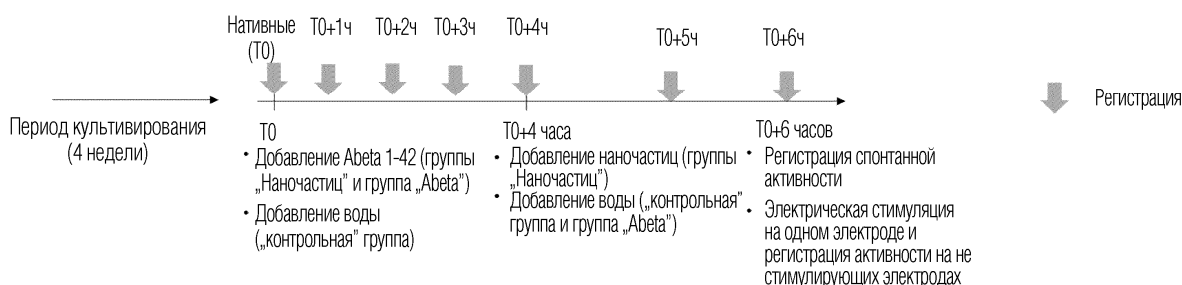 Нативные
(T0)
T0+1ч
T0+2ч
T0+3ч
T0+4ч
T0+5ч
T0+6ч
Регистрация
Период культивирования
(4 недели)
T0
• Добавление Abeta 1-42 (группы
„Наночастиц” и группа „Abeta”)
• Добавление воды
(„контрольная” группа)
T0+4 часа
• Добавление наночастиц (группы
„Наночастиц”)
• Добавление воды („контрольная”
группа и группа „Abeta”)
T0+6 часов
• Регистрация спонтанной
активности
• Электрическая стимуляция
на одном электроде и
регистрация активности на не
стимулирующих электродах